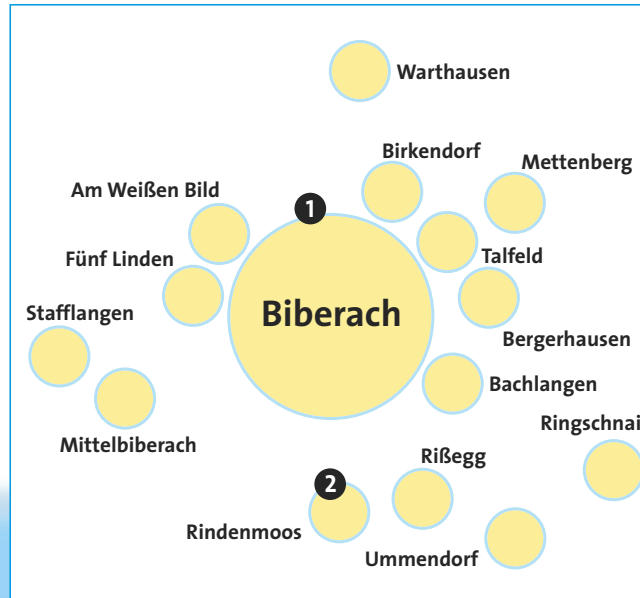 Warthausen
Birkendorf
Mettenberg
Am Weißen Bild
1
Fünf Linden
Talfeld
Biberach
Stafflangen
Bergerhausen
Bachlangen
Mittelbiberach
Ringschnai
Rißegg
2
Rindenmoos
Ummendorf